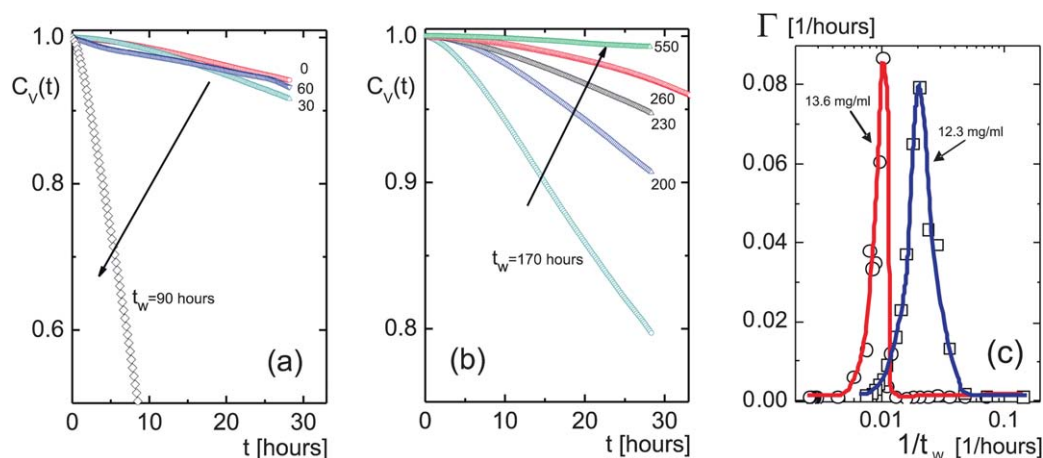 1.0
0.8
0.6
C_V(t)
0
60
30
t_w=90 hours
(a)
0 10 20 30
t [hours]
1.0
0.9
0.8
C_V(t)
550
260
230
200
t_w=170 hours
(b)
0 10 20 30
t [hours]
Γ [1/hours]
0.08
0.06
0.04
0.02
0.00
13.6 mg/ml
12.3 mg/ml
(c)
0.01 0.1
1/t_w [1/hours]